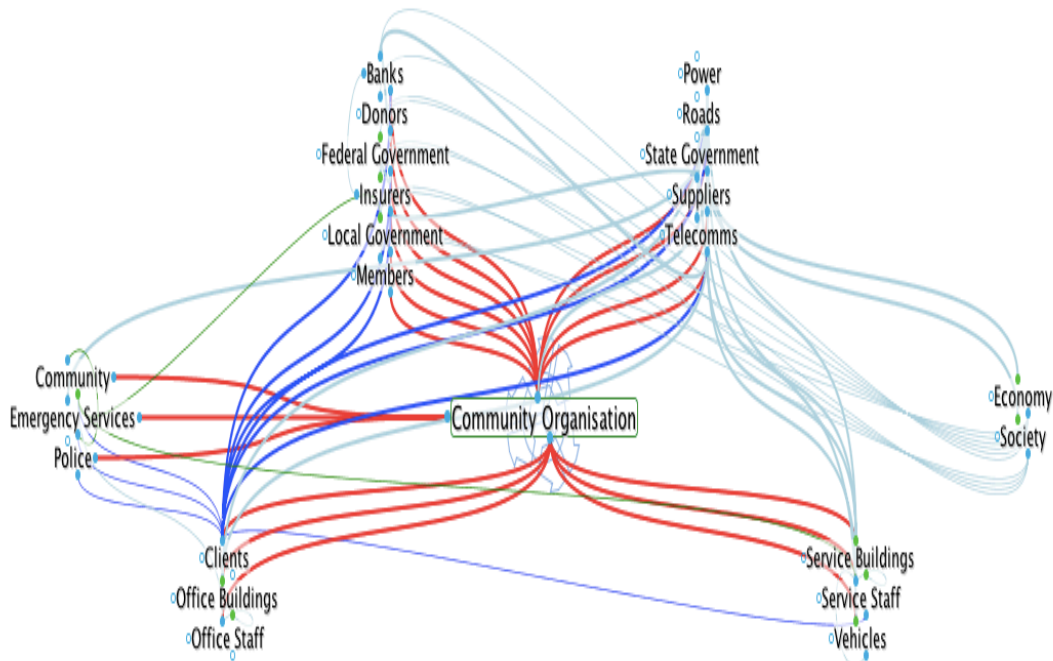 Banks
Donors
Federal Government
Insurers
Local Government
Members
Power
Roads
State Government
Suppliers
Telecomms
Community
Emergency Services
Police
Community Organisation
Economy
Society
Clients
Office Buildings
Office Staff
Service Buildings
Service Staff
Vehicles